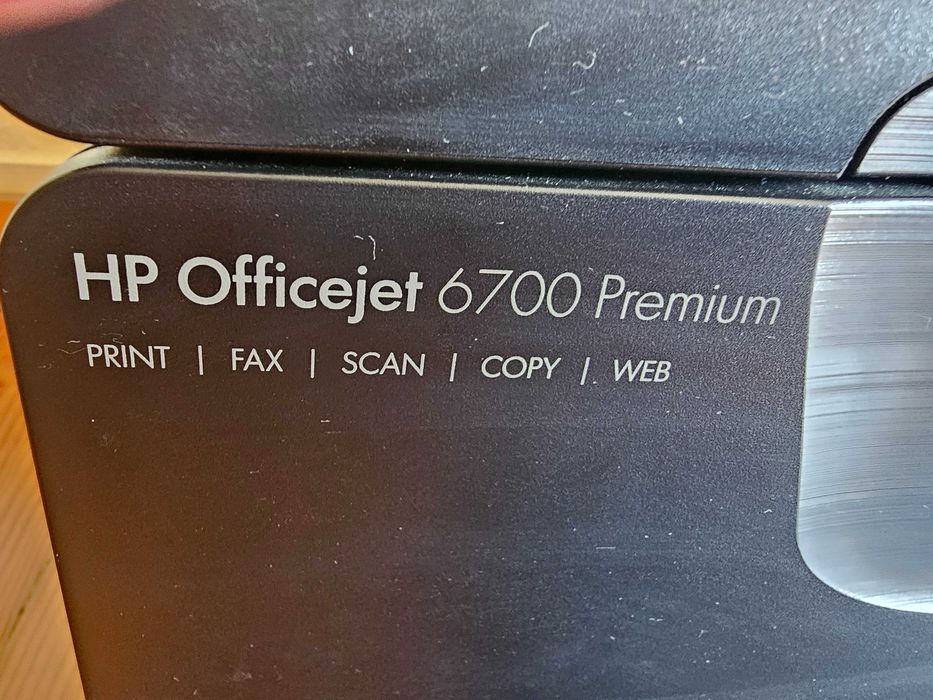 HP Officejet 6700 Premium
PRINT | FAX | SCAN | COPY | WEB